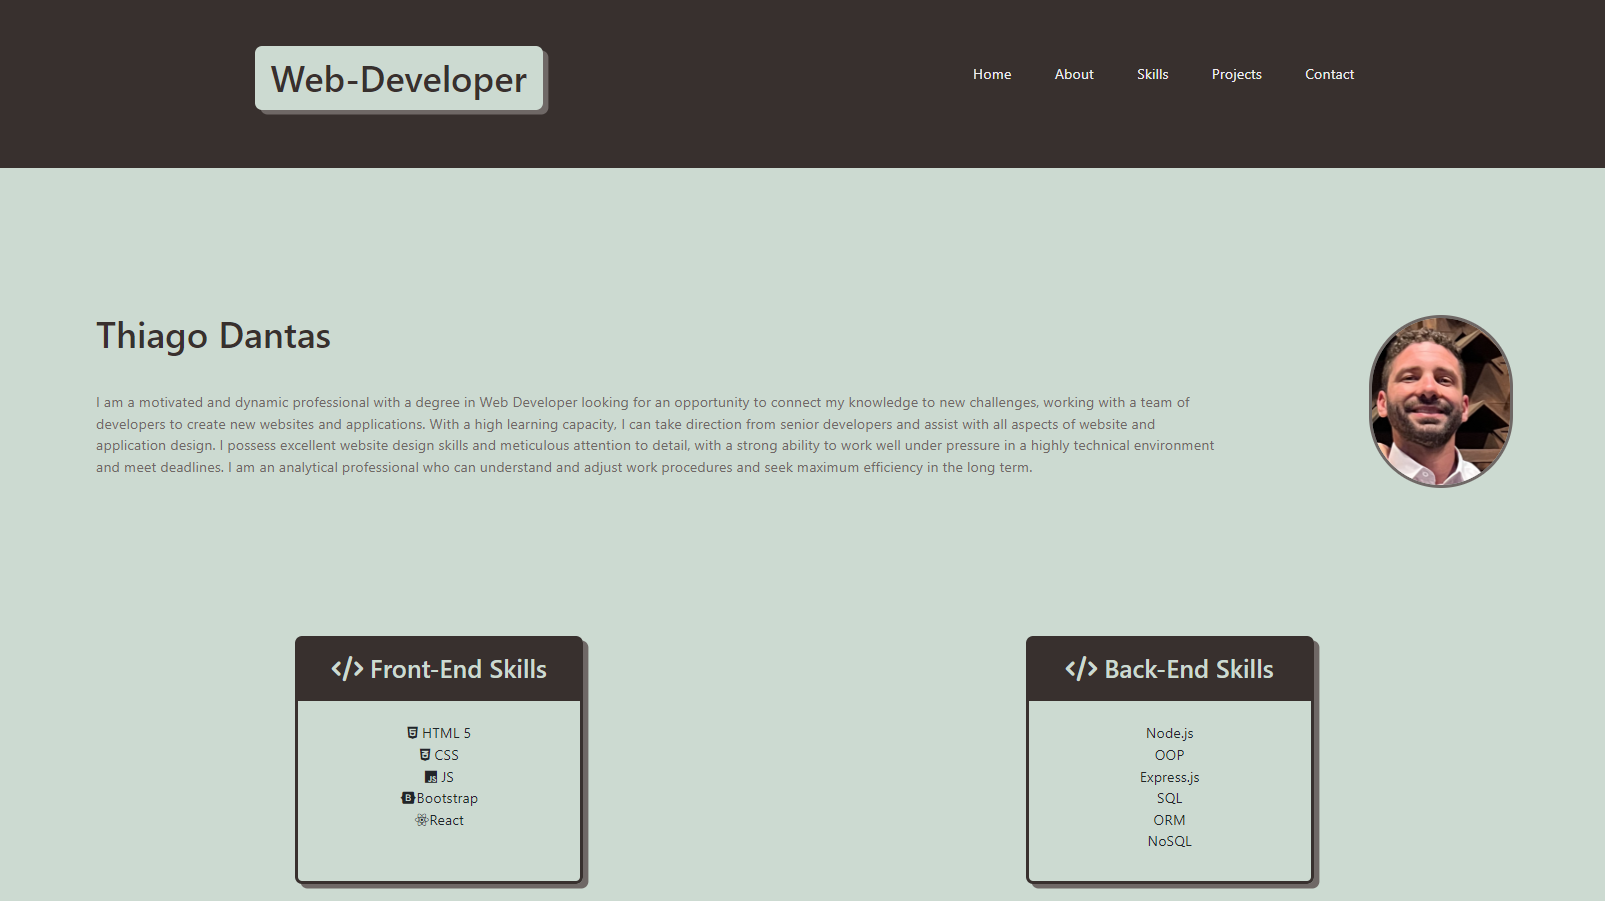 Web-Developer
Home About Skills Projects Contact
Thiago Dantas
I am a motivated and dynamic professional with a degree in Web Developer looking for an opportunity to connect my knowledge to new challenges, working with a team of
developers to create new websites and applications. With a high learning capacity, I can take direction from senior developers and assist with all aspects of website and
application design. I possess excellent website design skills and meticulous attention to detail, with a strong ability to work well under pressure in a highly technical environment
and meet deadlines. I am an analytical professional who can understand and adjust work procedures and seek maximum efficiency in the long term.
</> Front-End Skills
HTML 5
CSS
JS
Bootstrap
React
</> Back-End Skills
Node.js
OOP
Express.js
SQL
ORM
NoSQL